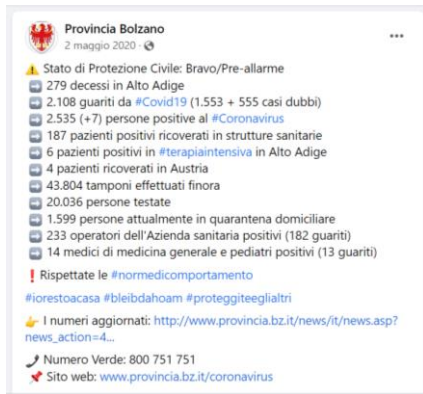 Provincia Bolzano
2 maggio 2020 ·
⚠️ Stato di Protezione Civile: Bravo/Pre-allarme
➡️ 279 decessi in Alto Adige
➡️ 2.108 guariti da #Covid19 (1.553 + 555 casi dubbi)
➡️ 2.535 (+7) persone positive al #Coronavirus
➡️ 187 pazienti positivi ricoverati in strutture sanitarie
➡️ 6 pazienti positivi in #terapiaintensiva in Alto Adige
➡️ 4 pazienti ricoverati in Austria
➡️ 43.804 tamponi effettuati finora
➡️ 20.036 persone testate
➡️ 1.599 persone attualmente in quarantena domiciliare
➡️ 233 operatori dell'Azienda sanitaria positivi (182 guariti)
➡️ 14 medici di medicina generale e pediatri positivi (13 guariti)
❗ Rispettate le #normedicomportamento
#iorestoacasa #bleibdahoam #proteggiteeglialtri
👉 I numeri aggiornati: http://www.provincia.bz.it/news/it/news.asp?
news_action=4...
📞 Numero Verde: 800 751 751
📌 Sito web: www.provincia.bz.it/coronavirus